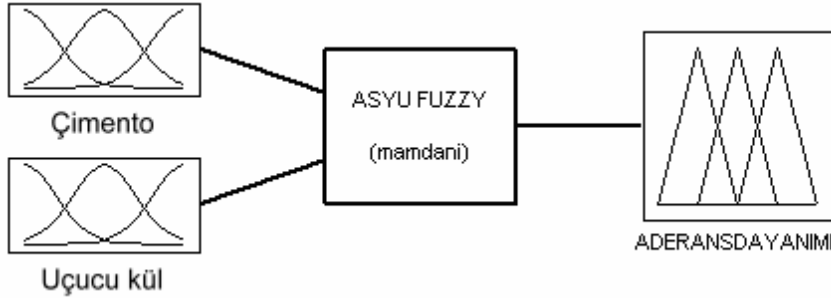 Çimento
Uçucu kül
ASYU FUZZY
(mamdani)
ADERANSDAYANIMI